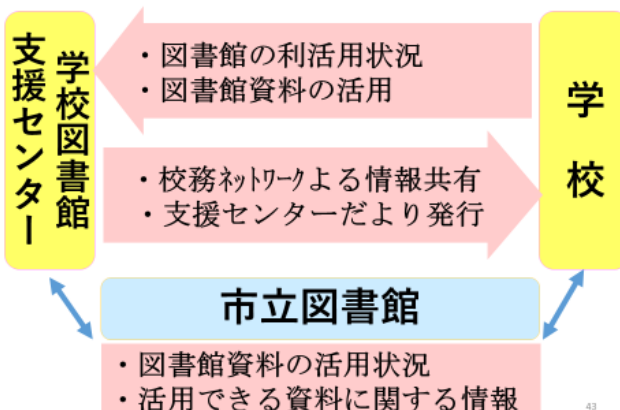 学校図書館
支援センター
・図書館の利活用状況
・図書館資料の活用
学校
・校務ﾈｯﾄﾜｰｸよる情報共有
・支援センターだより発行
市立図書館
・図書館資料の活用状況
・活用できる資料に関する情報
43